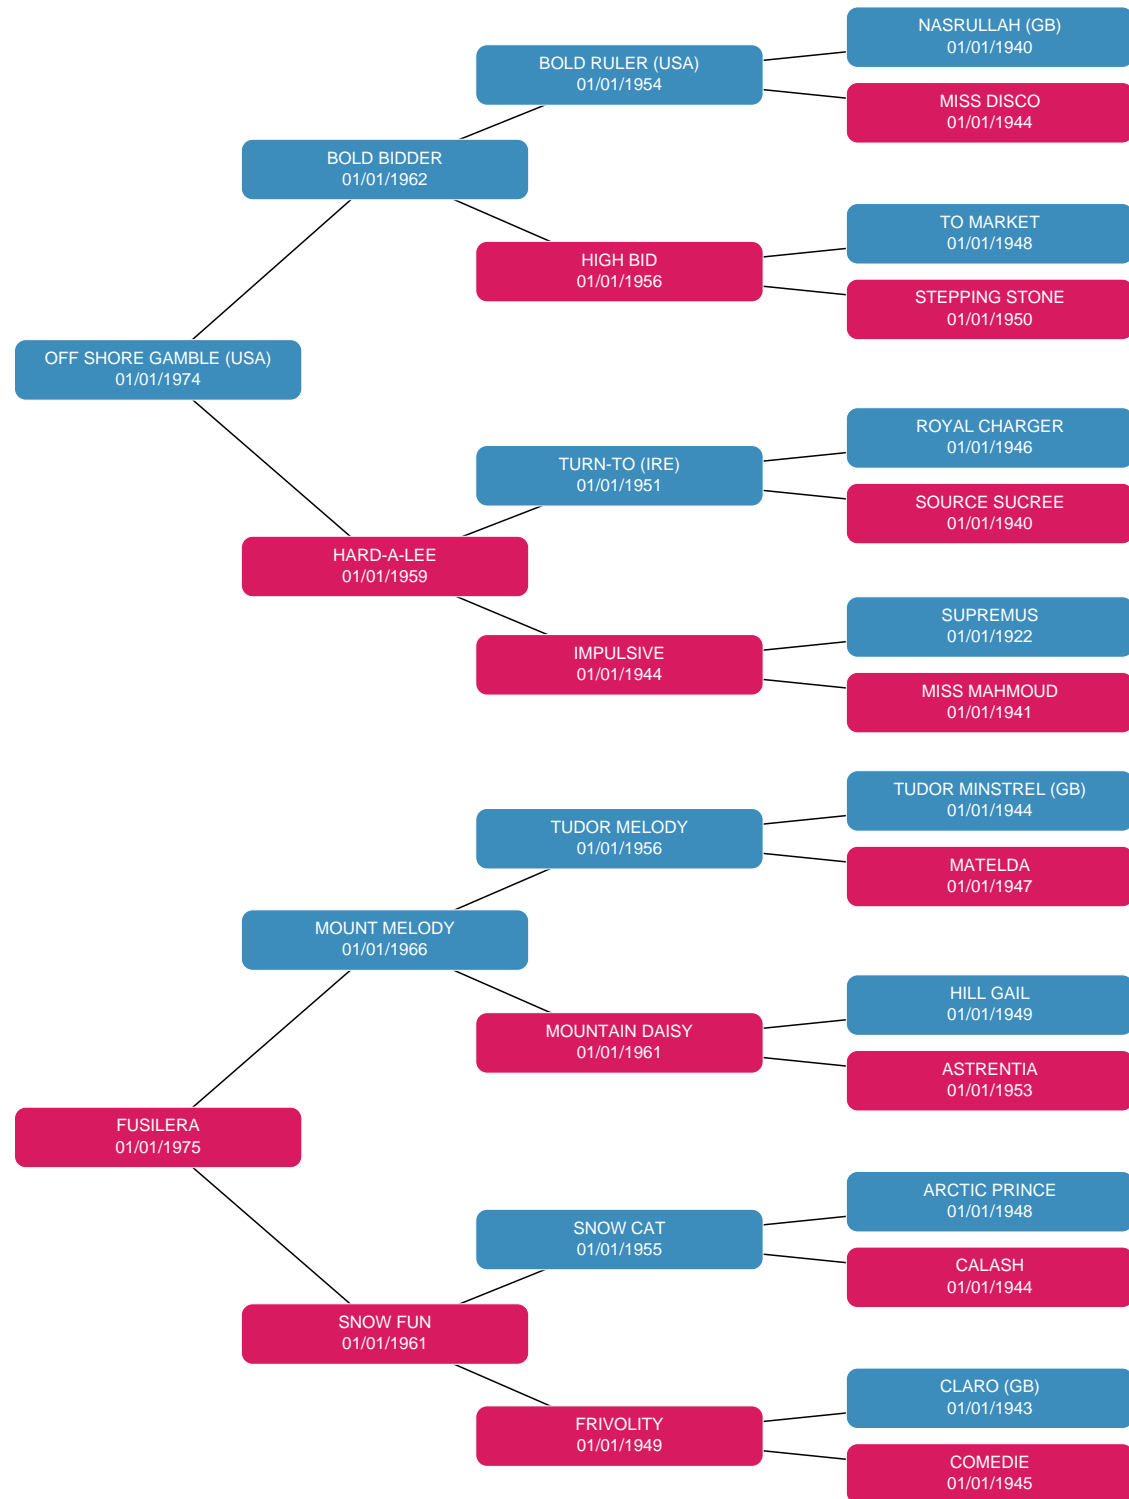 NASRULLAH (GB)
01/01/1940
BOLD RULER (USA)
01/01/1954
MISS DISCO
01/01/1944
BOLD BIDDER
01/01/1962
TO MARKET
01/01/1948
HIGH BID
01/01/1956
STEPPING STONE
01/01/1950
OFF SHORE GAMBLE (USA)
01/01/1974
ROYAL CHARGER
01/01/1946
TURN-TO (IRE)
01/01/1951
SOURCE SUCREE
01/01/1940
HARD-A-LEE
01/01/1959
SUPREMUS
01/01/1922
IMPULSIVE
01/01/1944
MISS MAHMOUD
01/01/1941
TUDOR MINSTREL (GB)
01/01/1944
TUDOR MELODY
01/01/1956
MATELDA
01/01/1947
MOUNT MELODY
01/01/1966
HILL GAIL
01/01/1949
MOUNTAIN DAISY
01/01/1961
ASTRENTIA
01/01/1953
FUSILERA
01/01/1975
ARCTIC PRINCE
01/01/1948
SNOW CAT
01/01/1955
CALASH
01/01/1944
SNOW FUN
01/01/1961
CLARO (GB)
01/01/1943
FRIVOLITY
01/01/1949
COMEDIE
01/01/1945